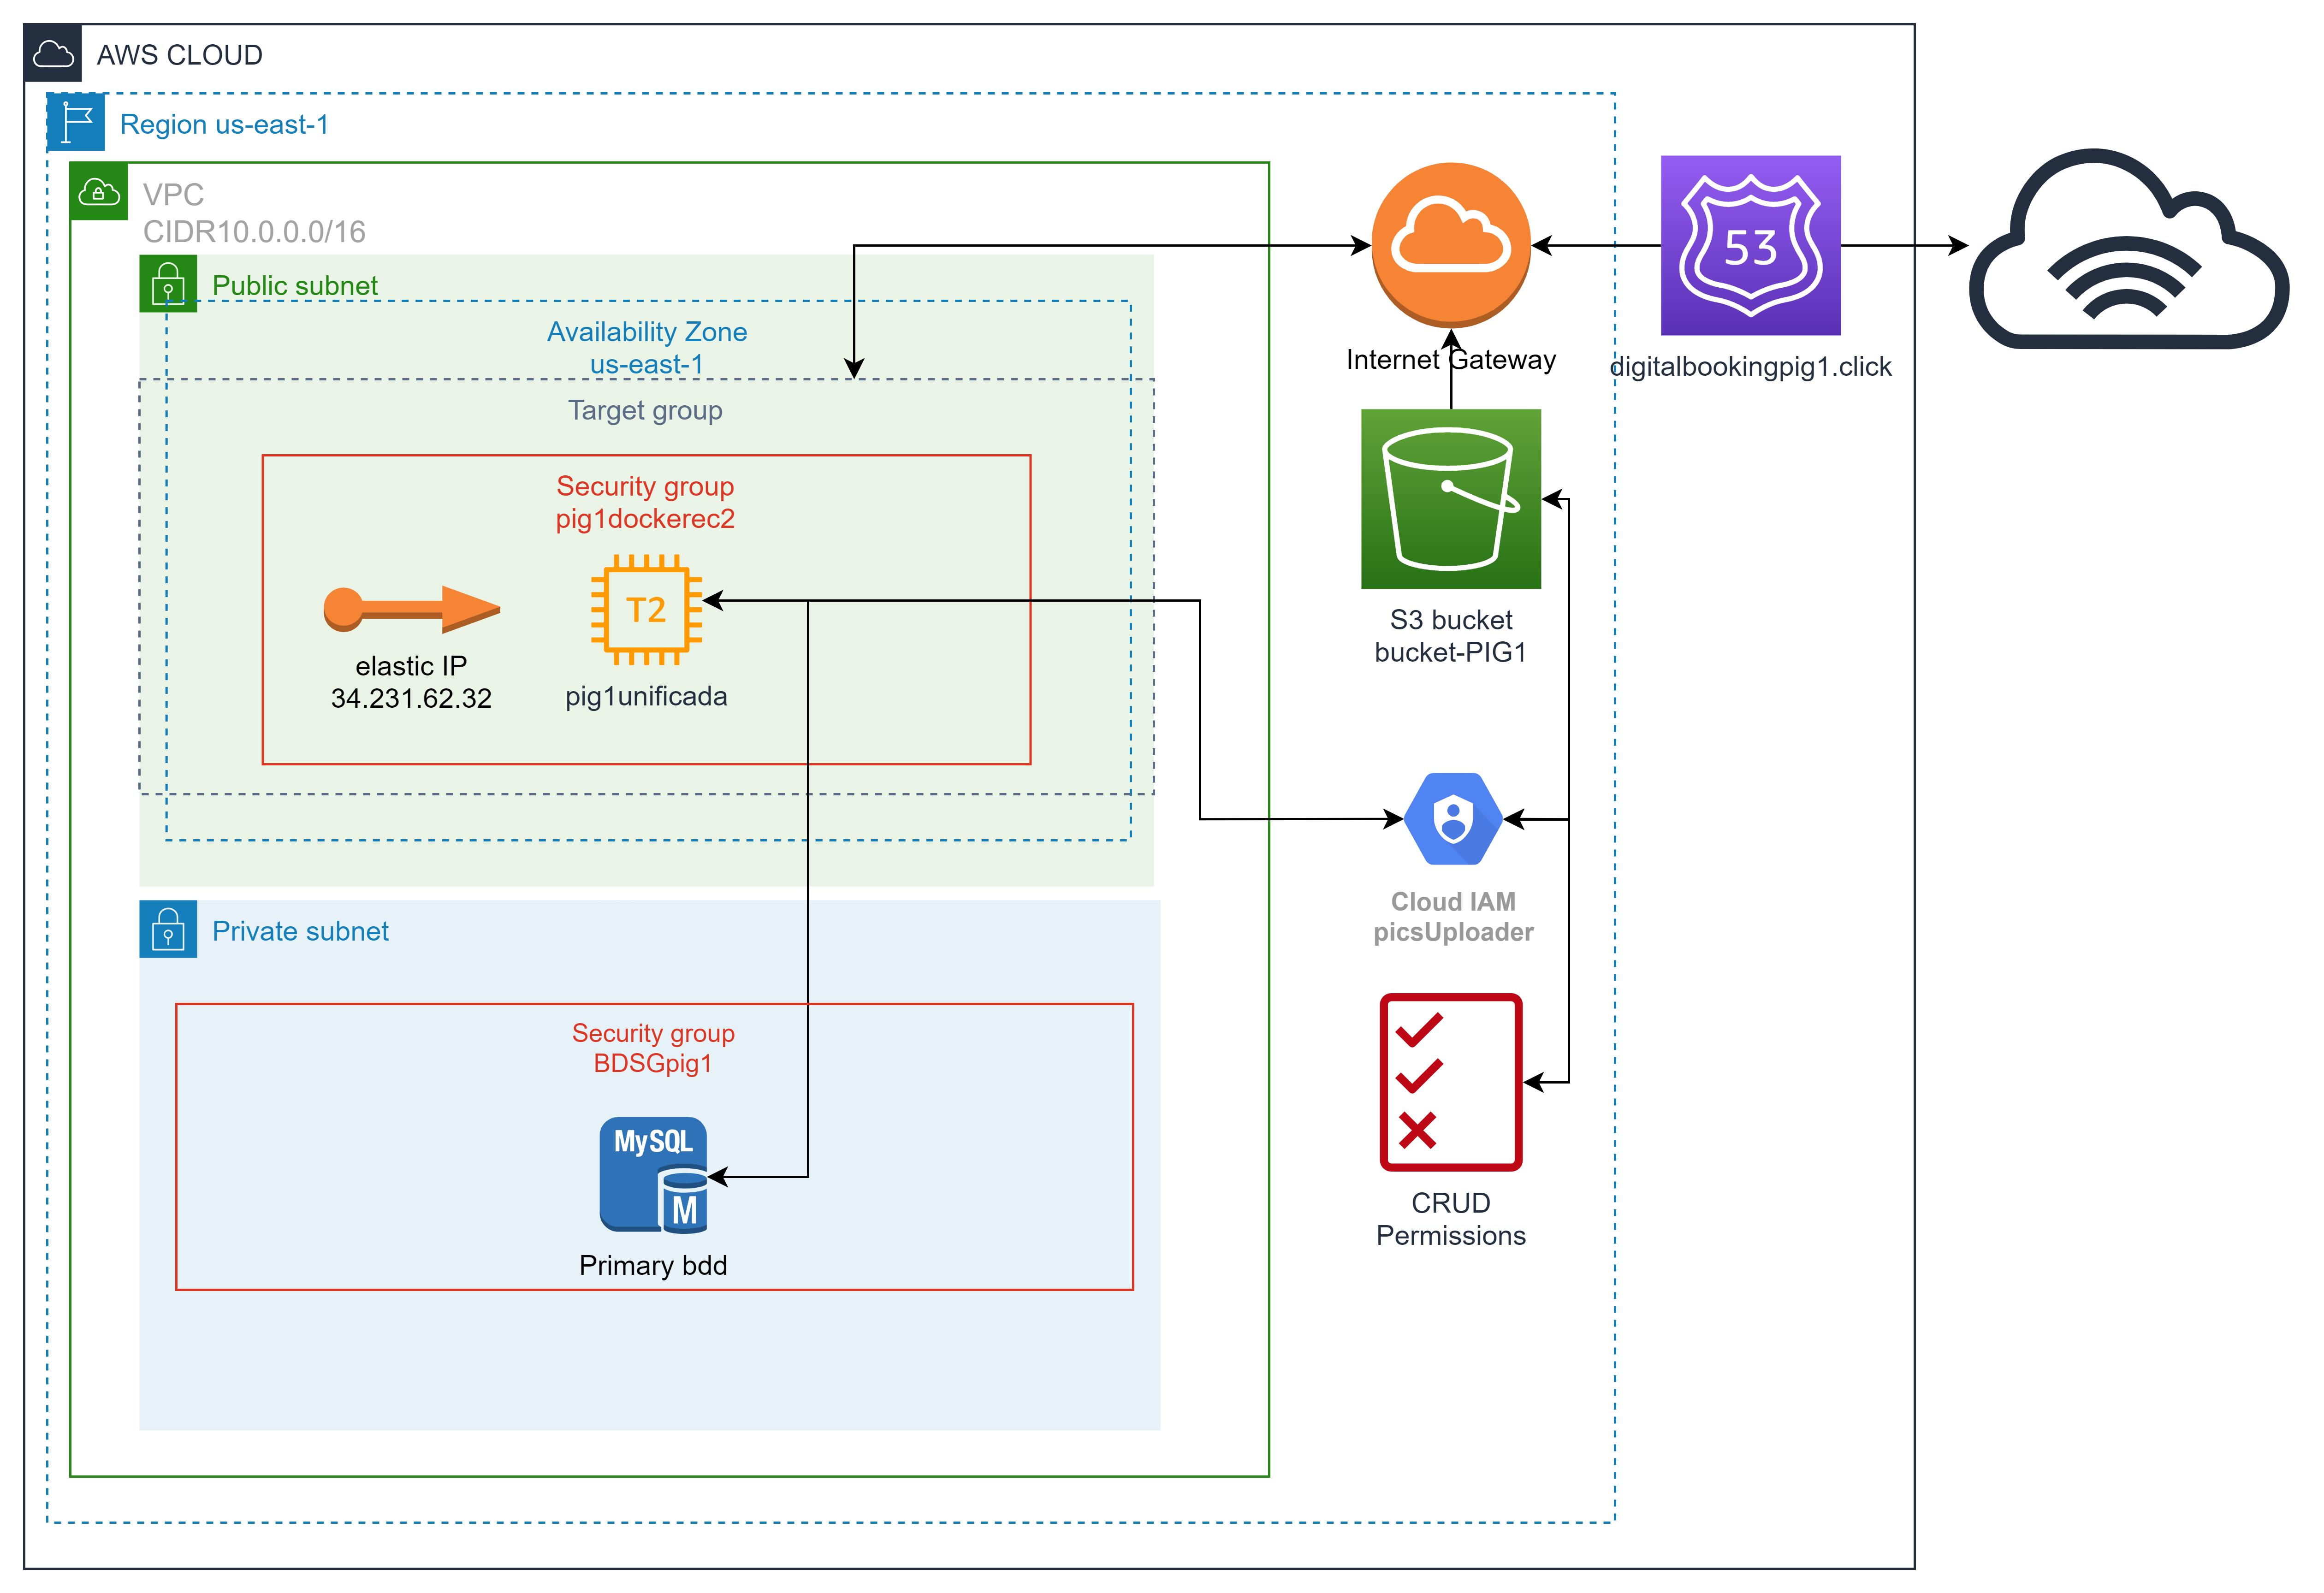 AWS CLOUD
Region us-east-1
VPC
CIDR10.0.0.0/16
Public subnet
Availability Zone
us-east-1
Target group
Security group
pig1dockerec2
T2
elastic IP
34.231.62.32
pig1unificada
Private subnet
Security group
BDSGpig1
MySQL
M
Primary bdd
Internet Gateway
53
digitalbookingpig1.click
S3 bucket
bucket-PIG1
Cloud IAM
picsUploader
CRUD
Permissions